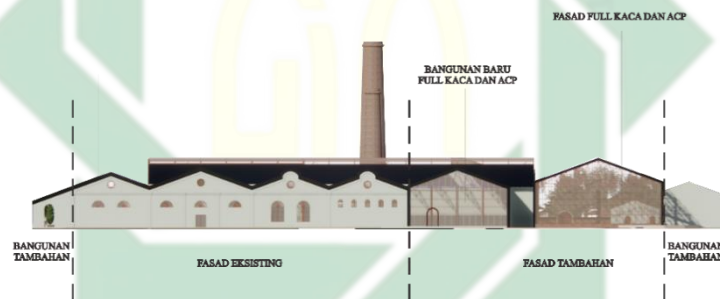 FASAD FULL KACA DAN ACP
BANGUNAN BARU
FULL KACA DAN ACP
BANGUNAN
TAMBAHAN
FASAD EKSISTING
FASAD TAMBAHAN
BANGUNAN
TAMBAHAN